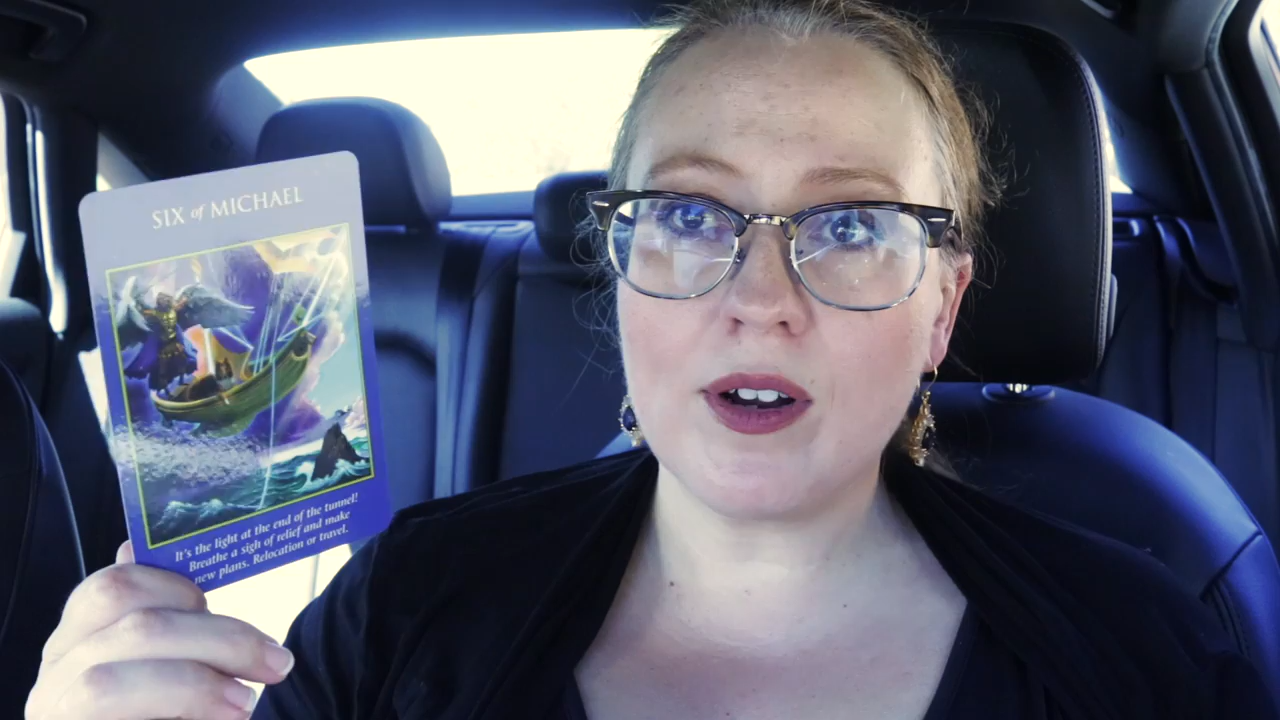 SIX of MICHAEL
It's the light at the end of the tunnel!
Breathe a sigh of relief and make
new plans. Relocation or travel.